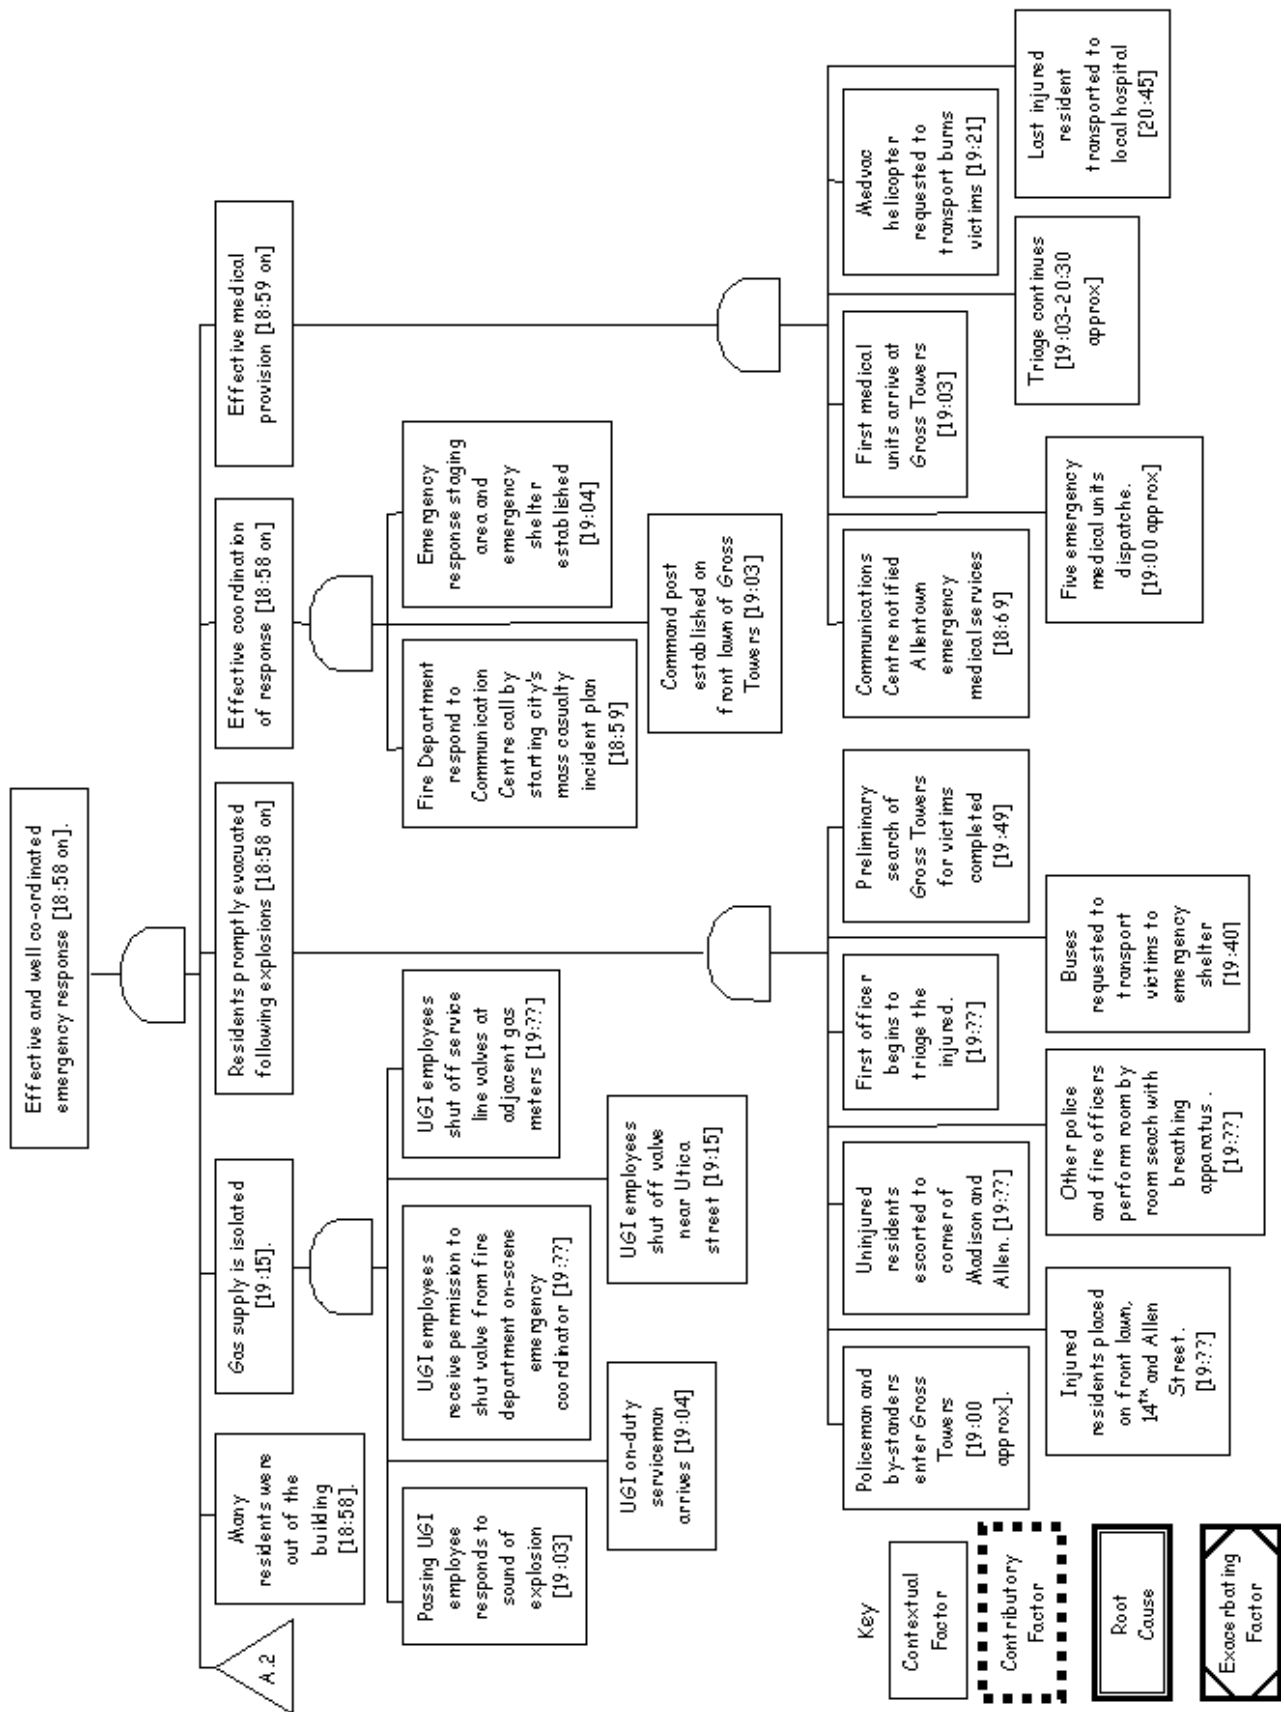 Effective and well co-ordinated
emergency response [18:58 on].
A.2
Many
residents were
out of the
building
[18:58].
Gas supply is isolated
[19:15].
Residents promptly evacuated
following explosions [18:58 on]
Effective coordination
of response [18:58 on]
Effective medical
provision [18:59 on]
Passing UGI
employee
responds to
sound of
explosion
[19:03]
UGI on-duty
serviceman
arrives [19:04]
UGI employees
receive permission to
shut valve from fire
department on-scene
emergency
coordinator [19:??]
UGI employees
shut off valve
near Utica
street [19:15]
UGI employees
shut off service
line valves at
adjacent gas
meters [19:??]
Fire Department
respond to
Communication
Centre call by
starting city's
mass casualty
incident plan
[18:59]
Command post
established on
front lawn of Gross
Towers [19:03]
Emergency
response staging
area and
emergency
shelter
established
[19:04]
Policeman and
by-standers
enter Gross
Towers
[19:00
approx].
Injured
residents placed
on front lawn,
14ᵗʰ and Allen
Street.
[19:??]
Uninjured
residents
escorted to
corner of
Madison and
Allen. [19:??]
Other police
and fire officers
perform room by
room seach with
breathing
apparatus.
[19:??]
First officer
begins to
triage the
injured.
[19:??]
Buses
requested to
transport
victims to
emergency
shelter
[19:40]
Preliminary
search of
Gross Towers
for victims
completed
[19:49]
Communications
Centre notified
Allentown
emergency
medical services
[18:69]
Five emergency
medical units
dispatche.
[19:00 approx]
First medical
units arrive at
Gross Towers
[19:03]
Triage continues
[19:03-20:30
approx]
Medvac
helicopter
requested to
transport burns
victims [19:21]
Last injured
resident
transported to
local hospital
[20:45]
Key
Contextual
Factor
Contributory
Factor
Root
Cause
Exacerbating
Factor